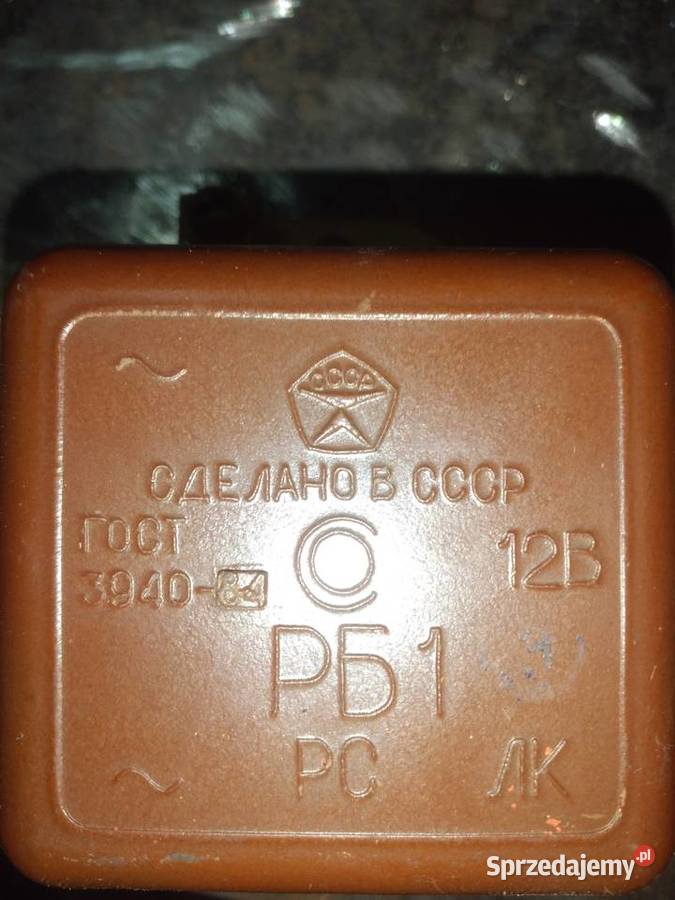 ~
СССР
СДЕЛАНО В СССР
ГОСТ
3940-84
12В
РБ1
~
РС
ЛК
Sprzedajemy.pl